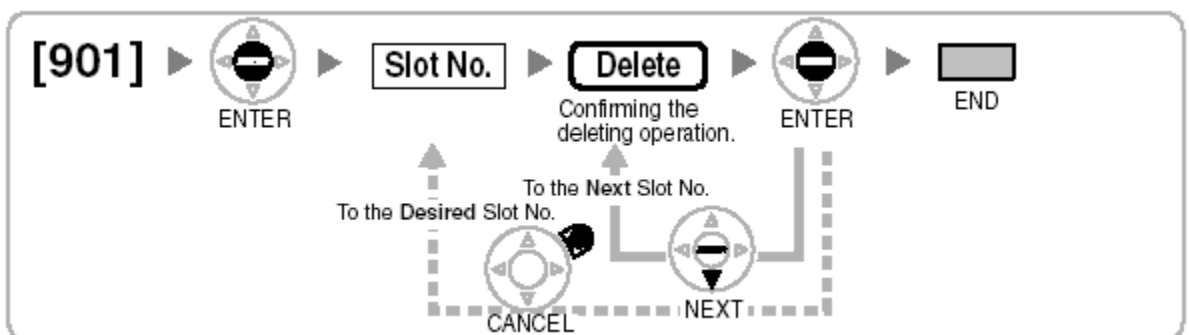 [901]
ENTER
Slot No.
Delete
Confirming the
deleting operation.
ENTER
END
To the Next Slot No.
To the Desired Slot No.
CANCEL
NEXT